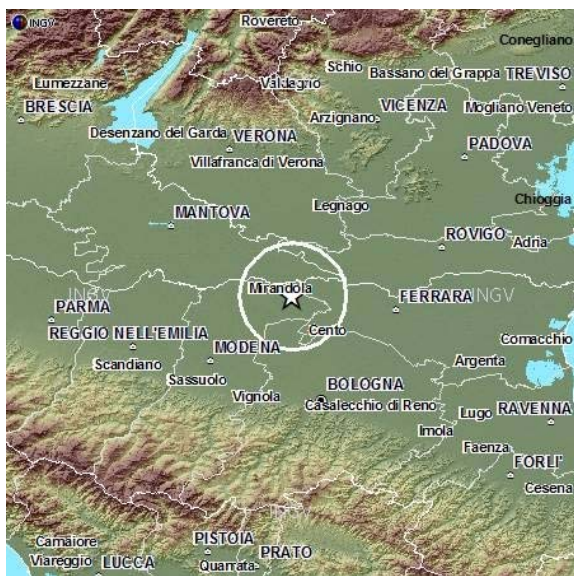 INGV
Rovereto
Conegliano
Schio
Bassano del Grappa
TREVISO
Lumezzane
Valdagno
BRESCIA
Arzignano
VICENZA
Mogliano Veneto
Desenzano del Garda
VERONA
PADOVA
Villafranca di Verona
Legnago
Chioggia
MANTOVA
ROVIGO
Adria
Mirandola
INGV
FERRARA
INGV
PARMA
REGGIO NELL'EMILIA
Cento
Comacchio
MODENA
Scandiano
Argenta
Sassuolo
BOLOGNA
Vignola
Casalecchio di Reno
Lugo
RAVENNA
Imola
Faenza
FORLI'
Cesena
INGV
Camaiore
PISTOIA
Viareggio
LUCCA
Quarrata
PRATO